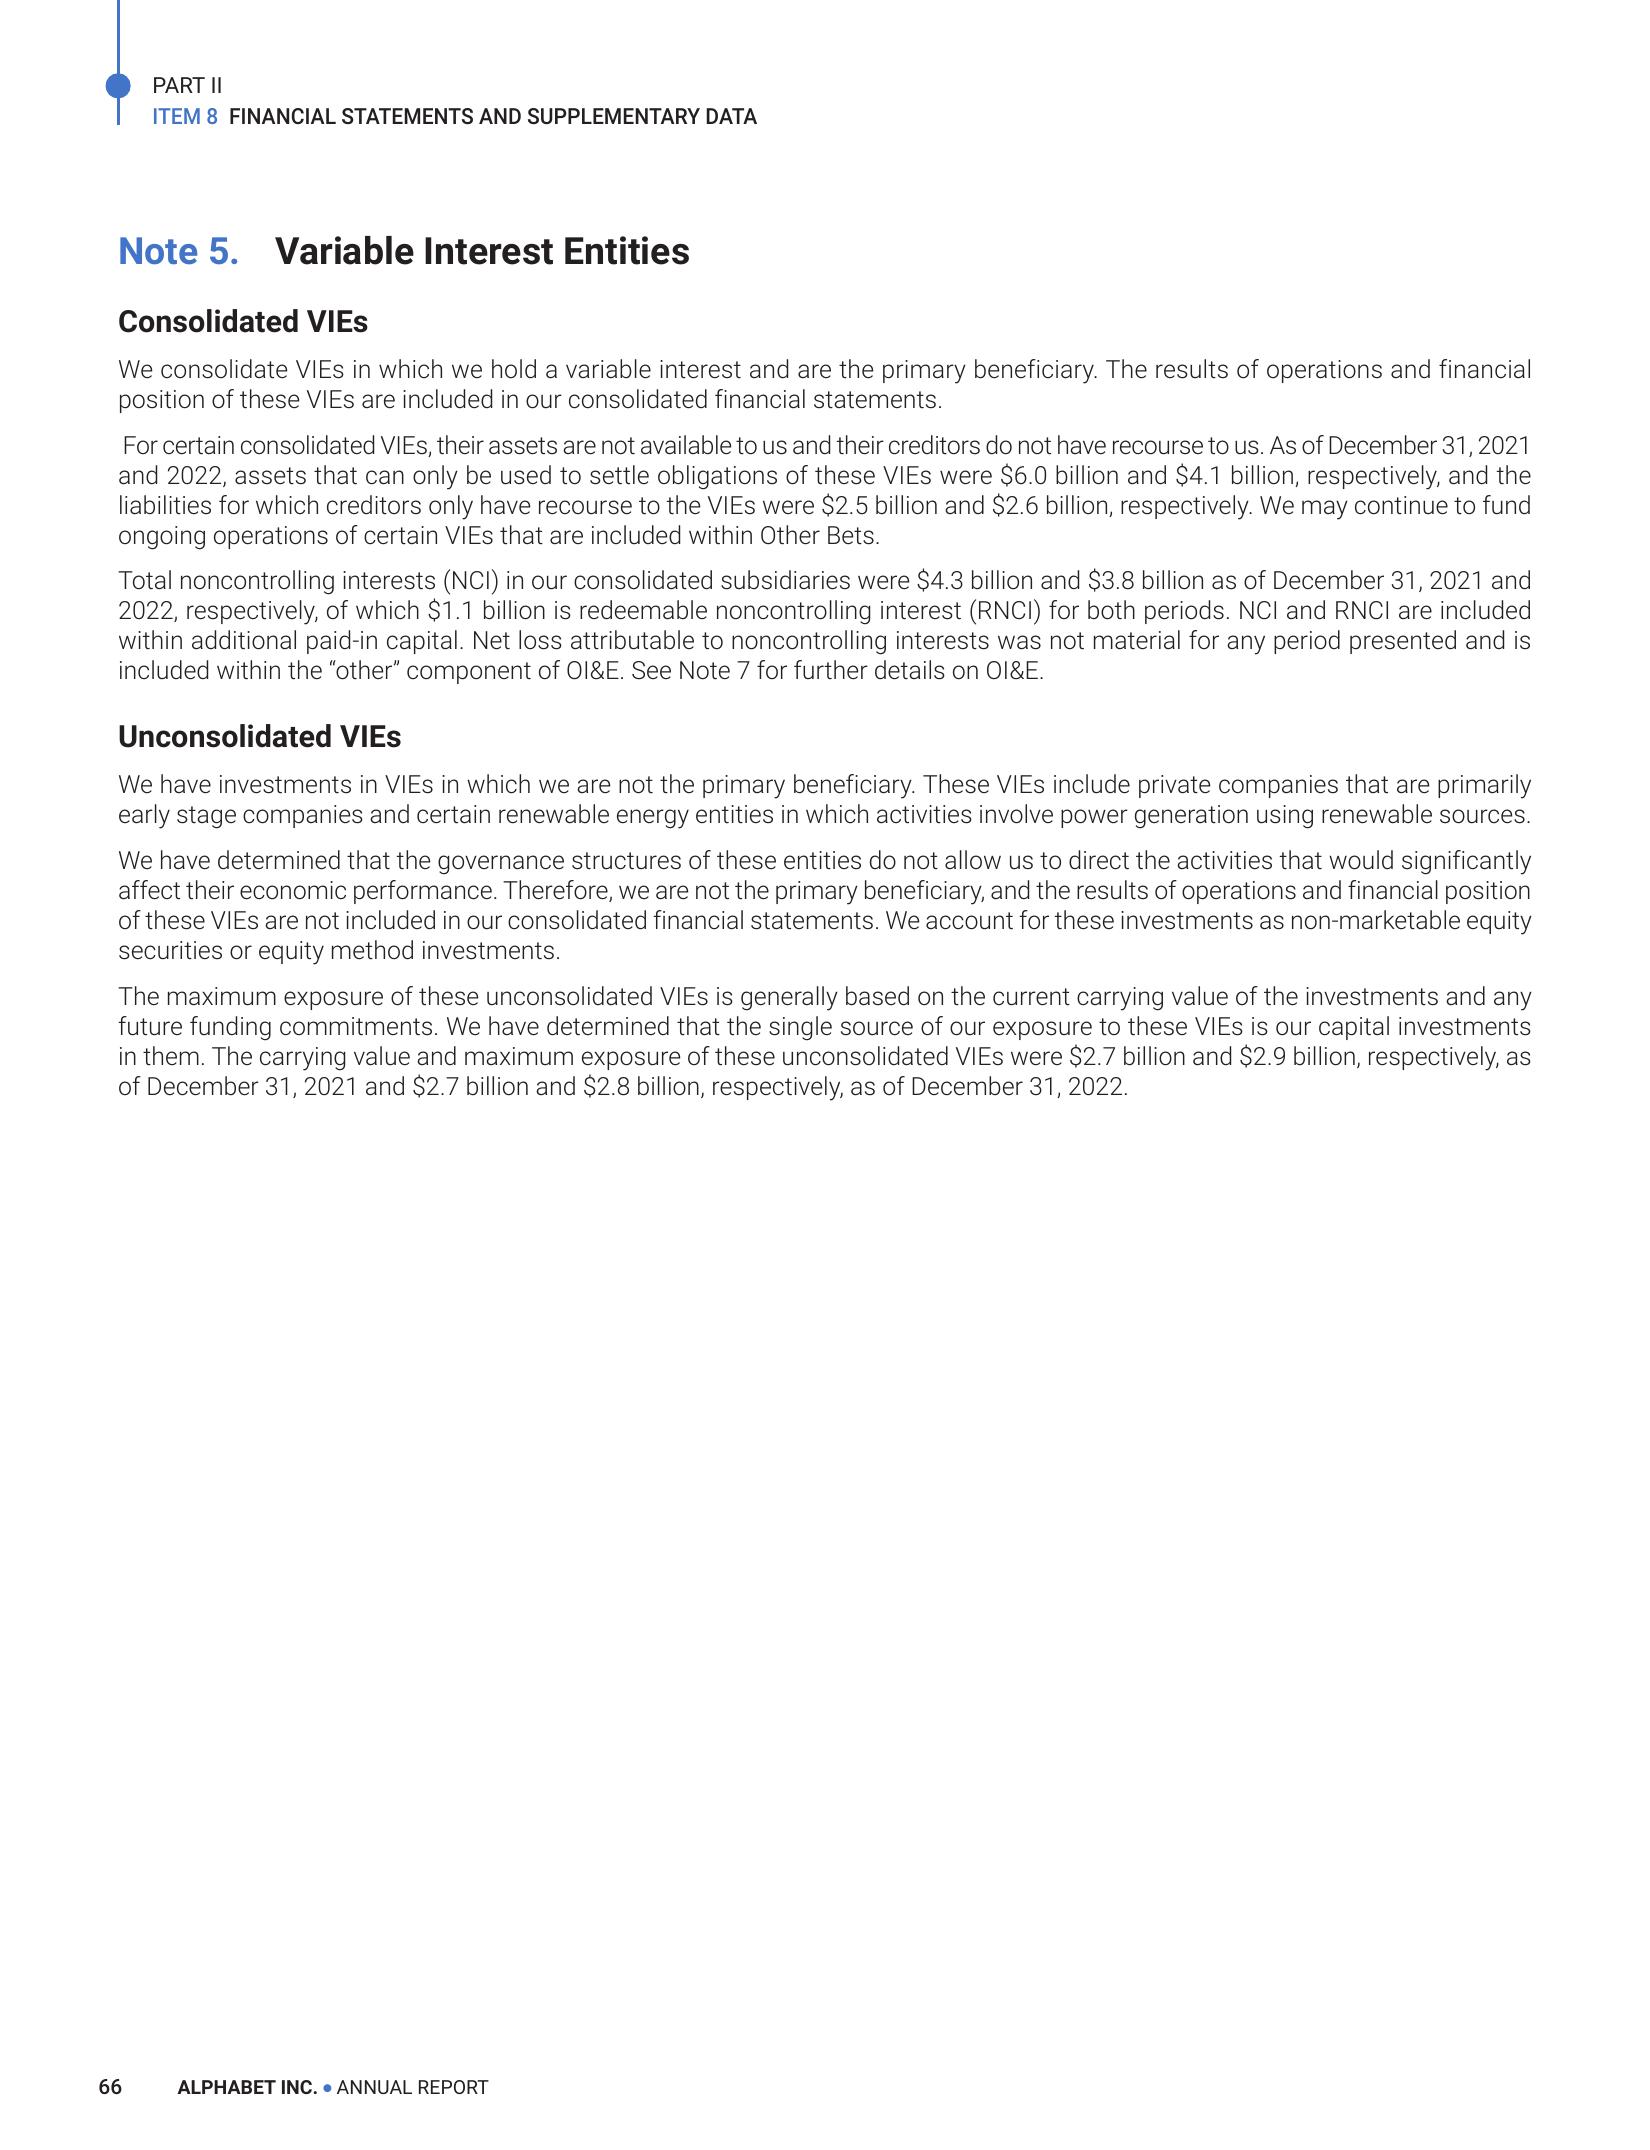 PART II
ITEM 8 FINANCIAL STATEMENTS AND SUPPLEMENTARY DATA
Note 5. Variable Interest Entities
Consolidated VIEs
We consolidate VIEs in which we hold a variable interest and are the primary beneficiary. The results of operations and financial
position of these VIEs are included in our consolidated financial statements.
For certain consolidated VIEs, their assets are not available to us and their creditors do not have recourse to us. As of December 31, 2021
and 2022, assets that can only be used to settle obligations of these VIEs were $6.0 billion and $4.1 billion, respectively, and the
liabilities for which creditors only have recourse to the VIEs were $2.5 billion and $2.6 billion, respectively. We may continue to fund
ongoing operations of certain VIEs that are included within Other Bets.
Total noncontrolling interests (NCI) in our consolidated subsidiaries were $4.3 billion and $3.8 billion as of December 31, 2021 and
2022, respectively, of which $1.1 billion is redeemable noncontrolling interest (RNCI) for both periods. NCI and RNCI are included
within additional paid-in capital. Net loss attributable to noncontrolling interests was not material for any period presented and is
included within the “other” component of OI&E. See Note 7 for further details on OI&E.
Unconsolidated VIEs
We have investments in VIEs in which we are not the primary beneficiary. These VIEs include private companies that are primarily
early stage companies and certain renewable energy entities in which activities involve power generation using renewable sources.
We have determined that the governance structures of these entities do not allow us to direct the activities that would significantly
affect their economic performance. Therefore, we are not the primary beneficiary, and the results of operations and financial position
of these VIEs are not included in our consolidated financial statements. We account for these investments as non-marketable equity
securities or equity method investments.
The maximum exposure of these unconsolidated VIEs is generally based on the current carrying value of the investments and any
future funding commitments. We have determined that the single source of our exposure to these VIEs is our capital investments
in them. The carrying value and maximum exposure of these unconsolidated VIEs were $2.7 billion and $2.9 billion, respectively, as
of December 31, 2021 and $2.7 billion and $2.8 billion, respectively, as of December 31, 2022.
66 ALPHABET INC. • ANNUAL REPORT